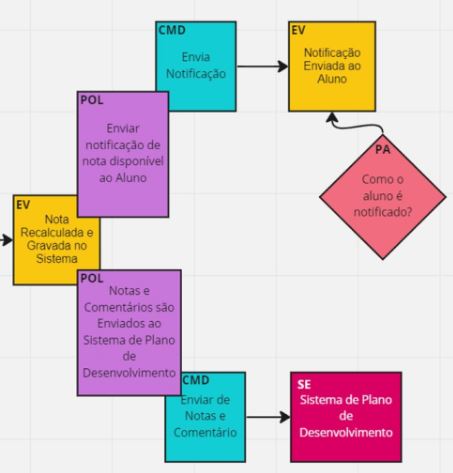 CMD
Envia
Notificação
EV
Notificação
Enviada ao
Aluno
POL
Enviar
notificação de
nota disponível
ao Aluno
PA
Como o
aluno é
notificado?
EV
Nota
Recalculada e
Gravada no
Sistema
POL
Notas e
Comentários são
Enviados ao
Sistema de Plano
de
Desenvolvimento
CMD
Enviar de
Notas e
Comentário
SE
Sistema de Plano
de
Desenvolvimento